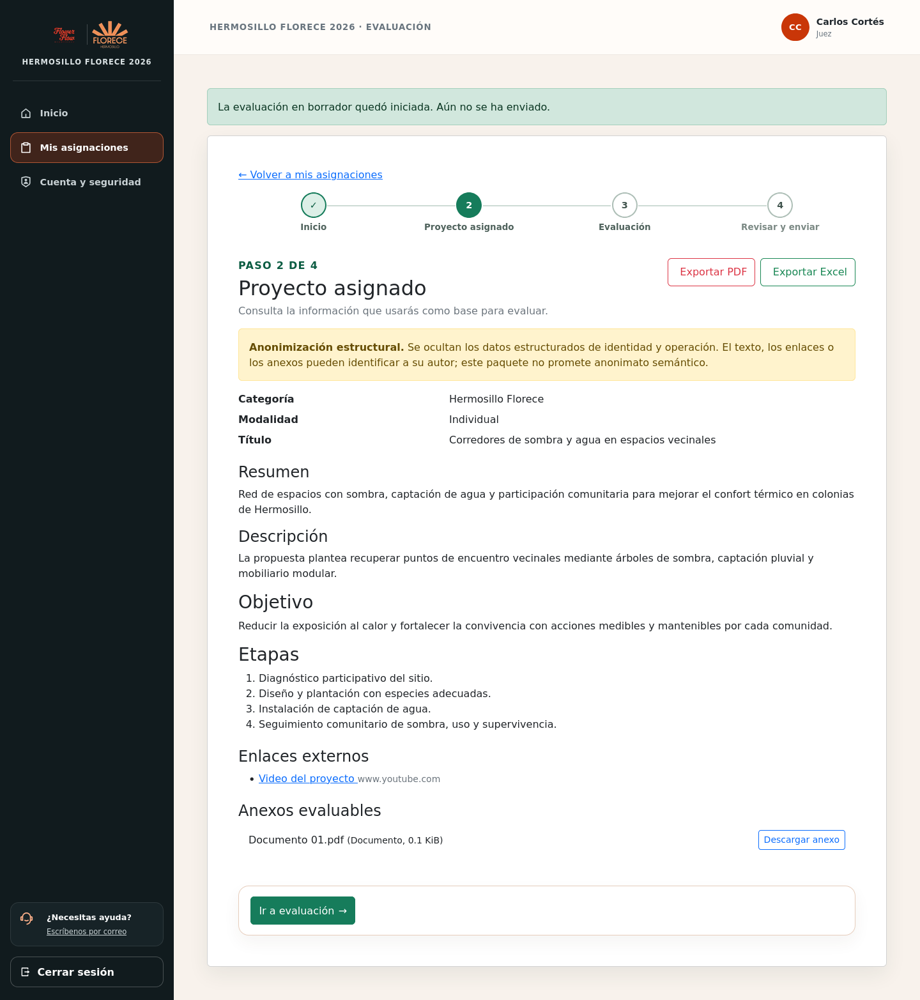 Flower
Flow
FLORECE
HERMOSILLO
HERMOSILLO FLORECE 2026
Inicio
Mis asignaciones
Cuenta y seguridad
¿Necesitas ayuda?
Escríbenos por correo
Cerrar sesión
HERMOSILLO FLORECE 2026 · EVALUACIÓN
CC
Carlos Cortés
Juez
La evaluación en borrador quedó iniciada. Aún no se ha enviado.
← Volver a mis asignaciones
✓ 2 3 4
Inicio Proyecto asignado Evaluación Revisar y enviar
PASO 2 DE 4
Proyecto asignado
Consulta la información que usarás como base para evaluar.
Exportar PDF Exportar Excel
Anonimización estructural. Se ocultan los datos estructurados de identidad y operación. El texto, los enlaces o
los anexos pueden identificar a su autor; este paquete no promete anonimato semántico.
Categoría Hermosillo Florece
Modalidad Individual
Título Corredores de sombra y agua en espacios vecinales
Resumen
Red de espacios con sombra, captación de agua y participación comunitaria para mejorar el confort térmico en colonias
de Hermosillo.
Descripción
La propuesta plantea recuperar puntos de encuentro vecinales mediante árboles de sombra, captación pluvial y
mobiliario modular.
Objetivo
Reducir la exposición al calor y fortalecer la convivencia con acciones medibles y mantenibles por cada comunidad.
Etapas
1. Diagnóstico participativo del sitio.
2. Diseño y plantación con especies adecuadas.
3. Instalación de captación de agua.
4. Seguimiento comunitario de sombra, uso y supervivencia.
Enlaces externos
• Video del proyecto www.youtube.com
Anexos evaluables
Documento 01.pdf (Documento, 0.1 KiB) Descargar anexo
Ir a evaluación →